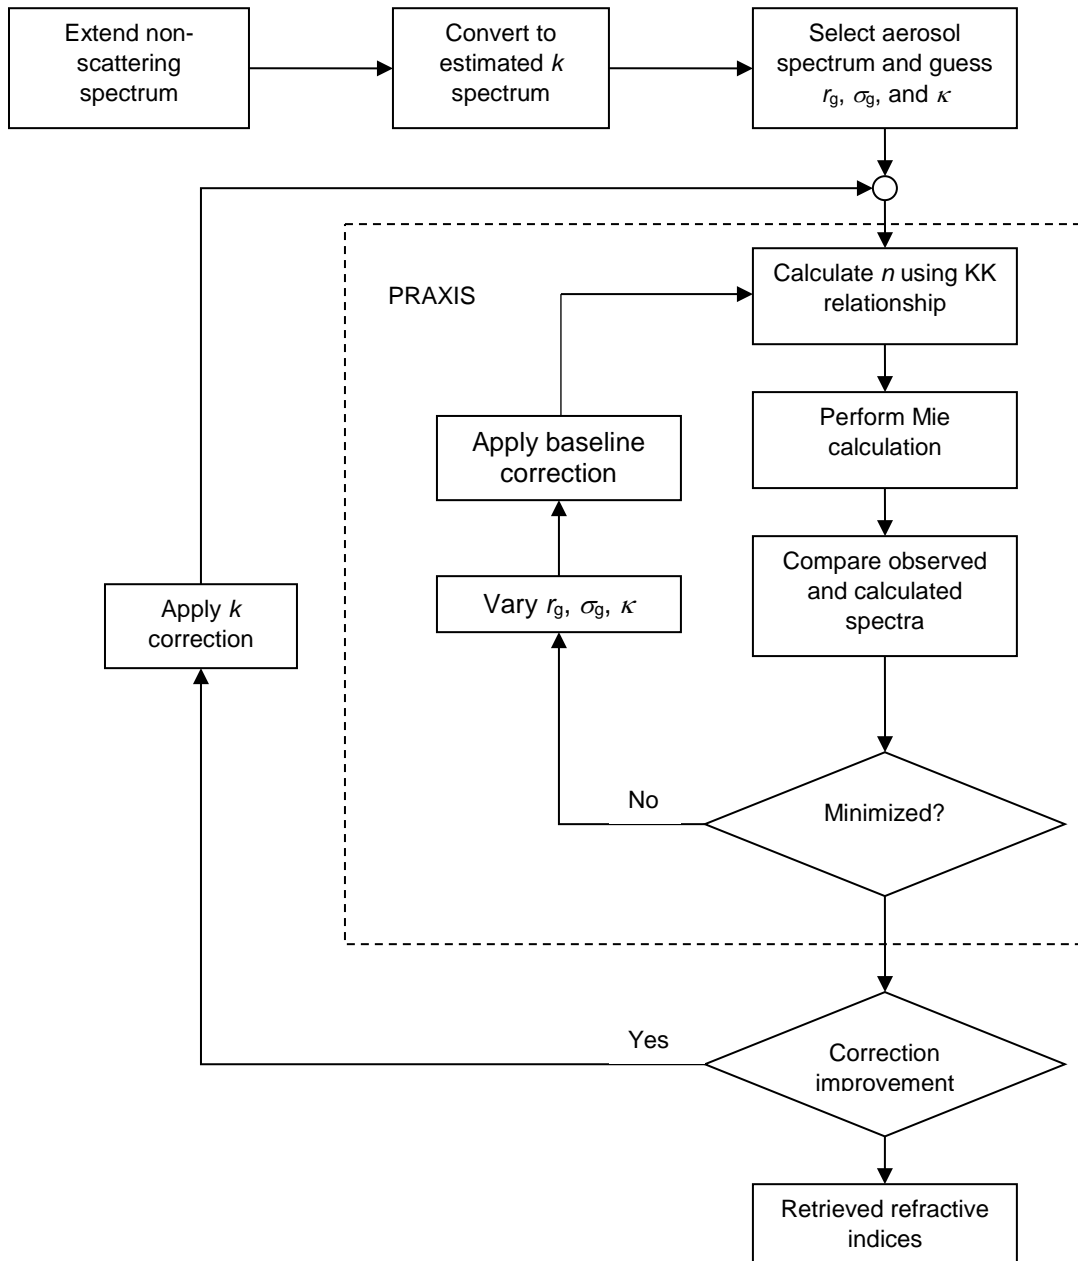 Extend non-
scattering
spectrum
Convert to
estimated k
spectrum
Select aerosol
spectrum and guess
rg, σg, and κ
PRAXIS
Calculate n using KK
relationship
Perform Mie
calculation
Apply baseline
correction
Compare observed
and calculated
spectra
Vary rg, σg, κ
Apply k
correction
No
Minimized?
Yes
Correction
improvement
Retrieved refractive
indices